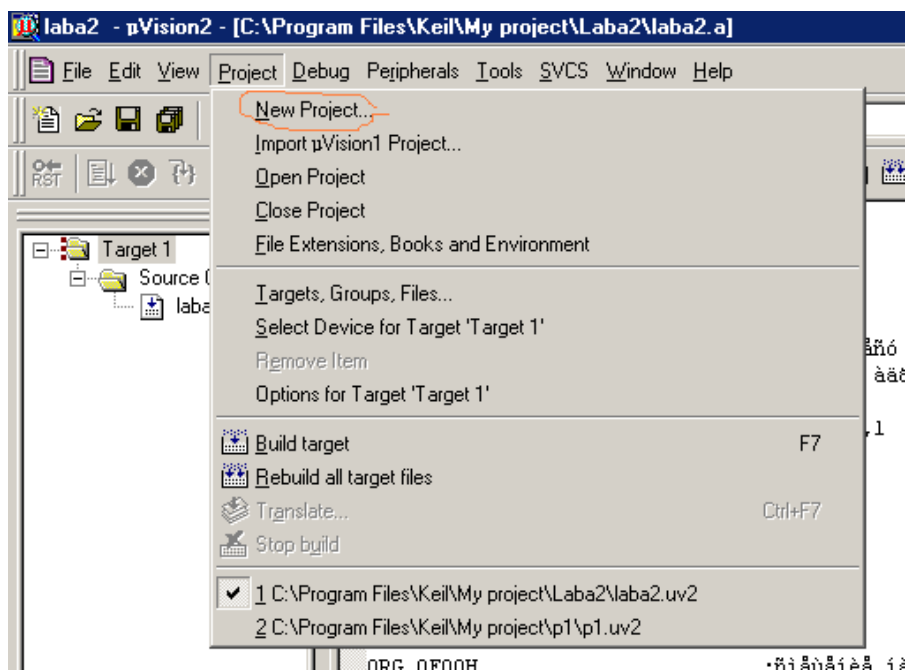 laba2 - µVision2 - [C:\Program Files\Keil\My project\Laba2\laba2.a]
File Edit View Project Debug Peripherals Tools SVCS Window Help
New Project...
Import µVision1 Project...
Open Project
Close Project
File Extensions, Books and Environment
RST
Target 1
Source
laba
Targets, Groups, Files...
Select Device for Target 'Target 1'
Remove Item
Options for Target 'Target 1'
åñó
àäð
,1
Build target F7
Rebuild all target files
Translate... Ctrl+F7
Stop build
1 C:\Program Files\Keil\My project\Laba2\laba2.uv2
2 C:\Program Files\Keil\My project\p1\p1.uv2
ORG 0F00H